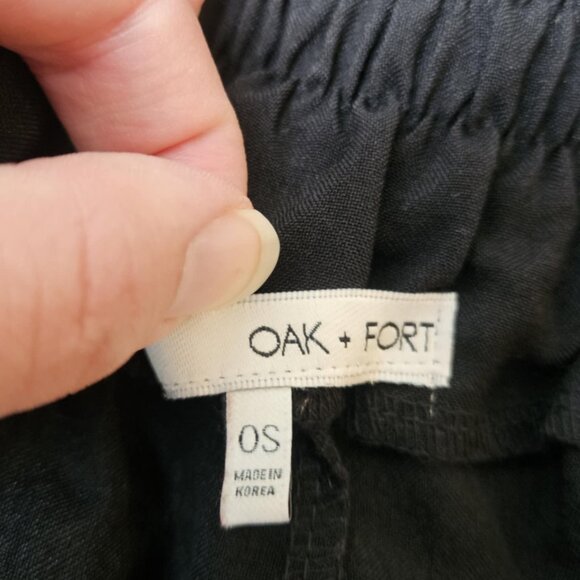 OAK + FORT
OS
MADE IN
KOREA